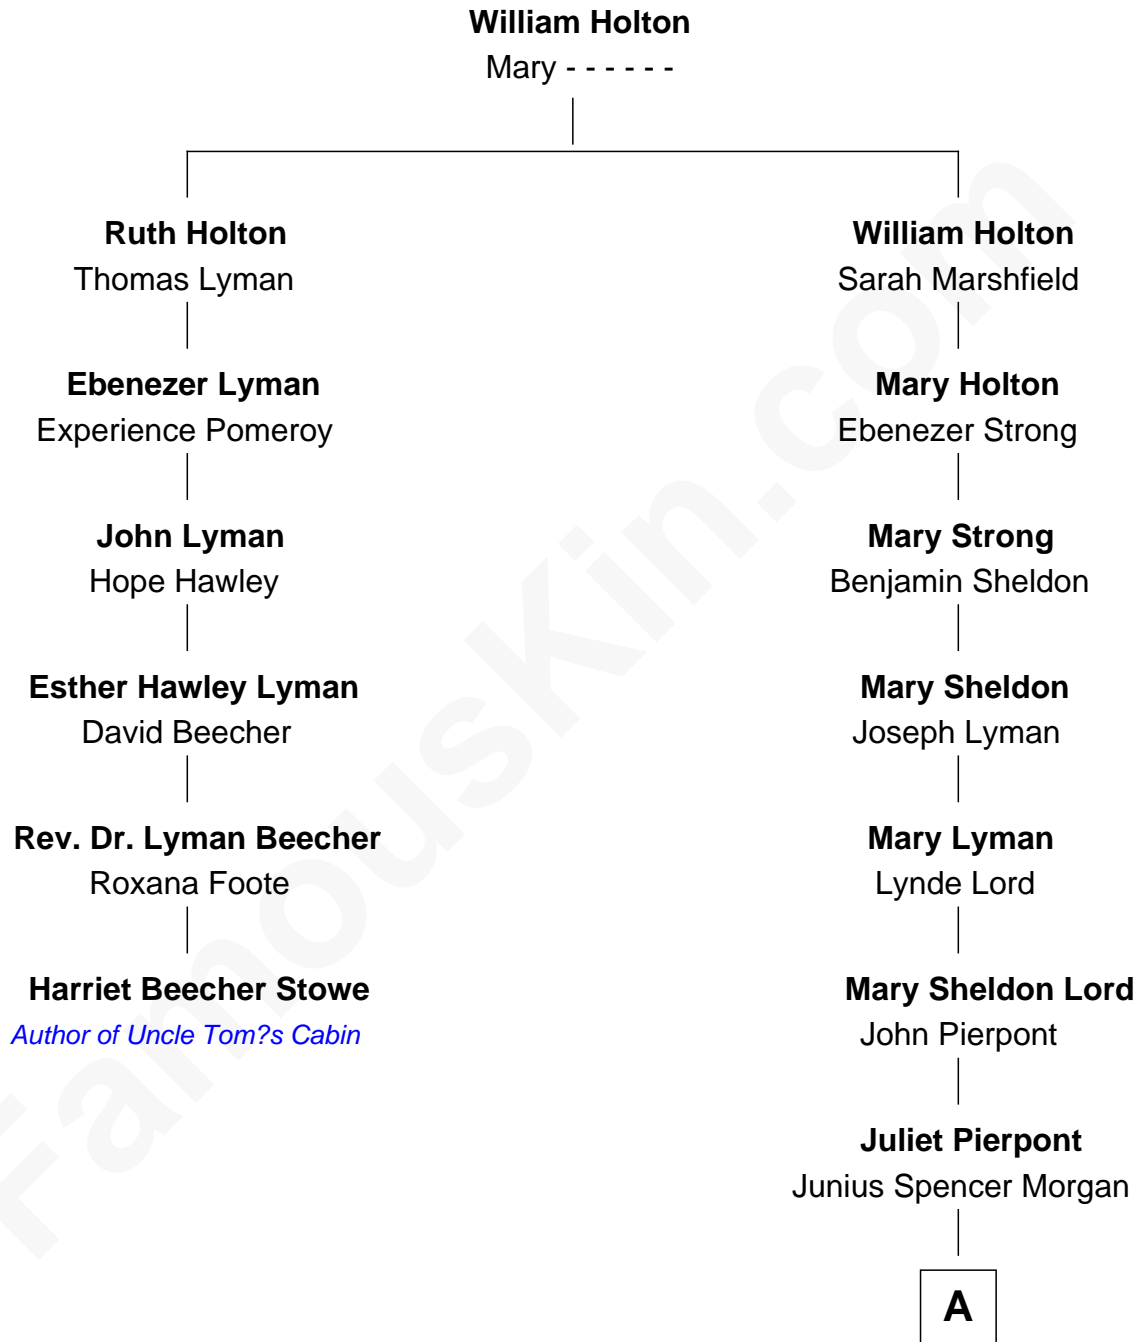 William Holton
Mary - - - - - -
Ruth Holton
Thomas Lyman
William Holton
Sarah Marshfield
Ebenezer Lyman
Experience Pomeroy
Mary Holton
Ebenezer Strong
John Lyman
Hope Hawley
Mary Strong
Benjamin Sheldon
Esther Hawley Lyman
David Beecher
Mary Sheldon
Joseph Lyman
Rev. Dr. Lyman Beecher
Roxana Foote
Mary Lyman
Lynde Lord
Harriet Beecher Stowe
Author of Uncle Tom?s Cabin
Mary Sheldon Lord
John Pierpont
Juliet Pierpont
Junius Spencer Morgan
A
FamousKin.com